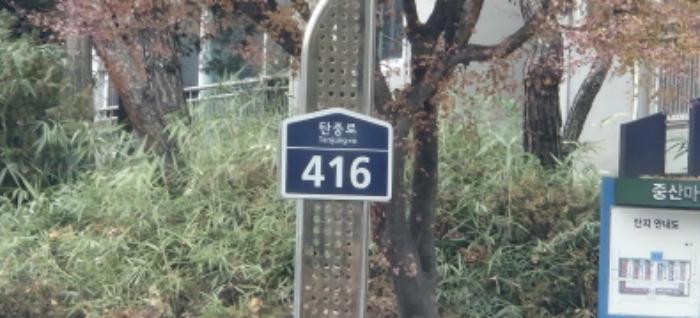 탄중로
Tanjung-ro
416
중산마
단지 안내도